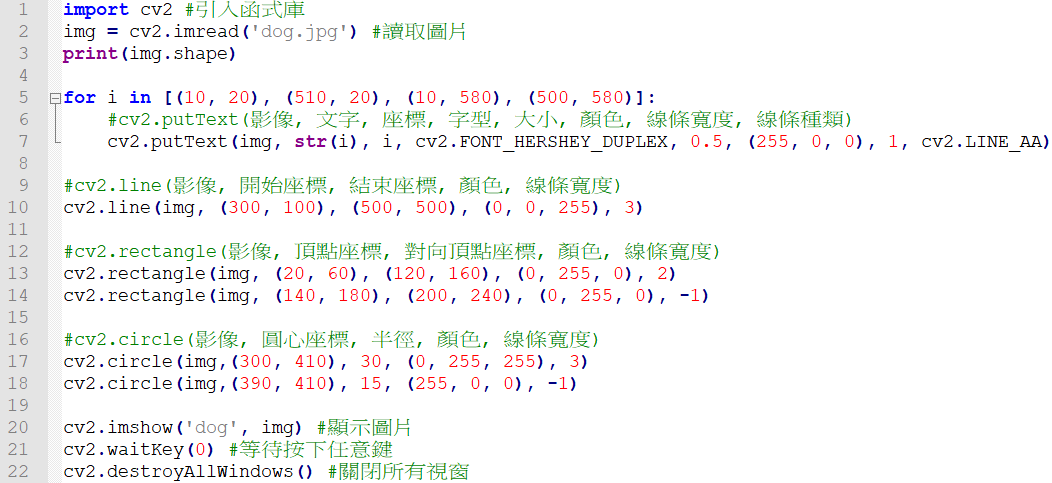 1 import cv2 #引入函式庫
2 img = cv2.imread('dog.jpg') #讀取圖片
3 print(img.shape)
4
5 for i in [(10, 20), (510, 20), (10, 580), (500, 580)]:
6 #cv2.putText(影像, 文字, 座標, 字型, 大小, 顏色, 線條寬度, 線條種類)
7 cv2.putText(img, str(i), i, cv2.FONT_HERSHEY_DUPLEX, 0.5, (255, 0, 0), 1, cv2.LINE_AA)
8
9 #cv2.line(影像, 開始座標, 結束座標, 顏色, 線條寬度)
10 cv2.line(img, (300, 100), (500, 500), (0, 0, 255), 3)
11
12 #cv2.rectangle(影像, 頂點座標, 對向頂點座標, 顏色, 線條寬度)
13 cv2.rectangle(img, (20, 60), (120, 160), (0, 255, 0), 2)
14 cv2.rectangle(img, (140, 180), (200, 240), (0, 255, 0), -1)
15
16 #cv2.circle(影像, 圓心座標, 半徑, 顏色, 線條寬度)
17 cv2.circle(img,(300, 410), 30, (0, 255, 255), 3)
18 cv2.circle(img,(390, 410), 15, (255, 0, 0), -1)
19
20 cv2.imshow('dog', img) #顯示圖片
21 cv2.waitKey(0) #等待按下任意鍵
22 cv2.destroyAllWindows() #關閉所有視窗